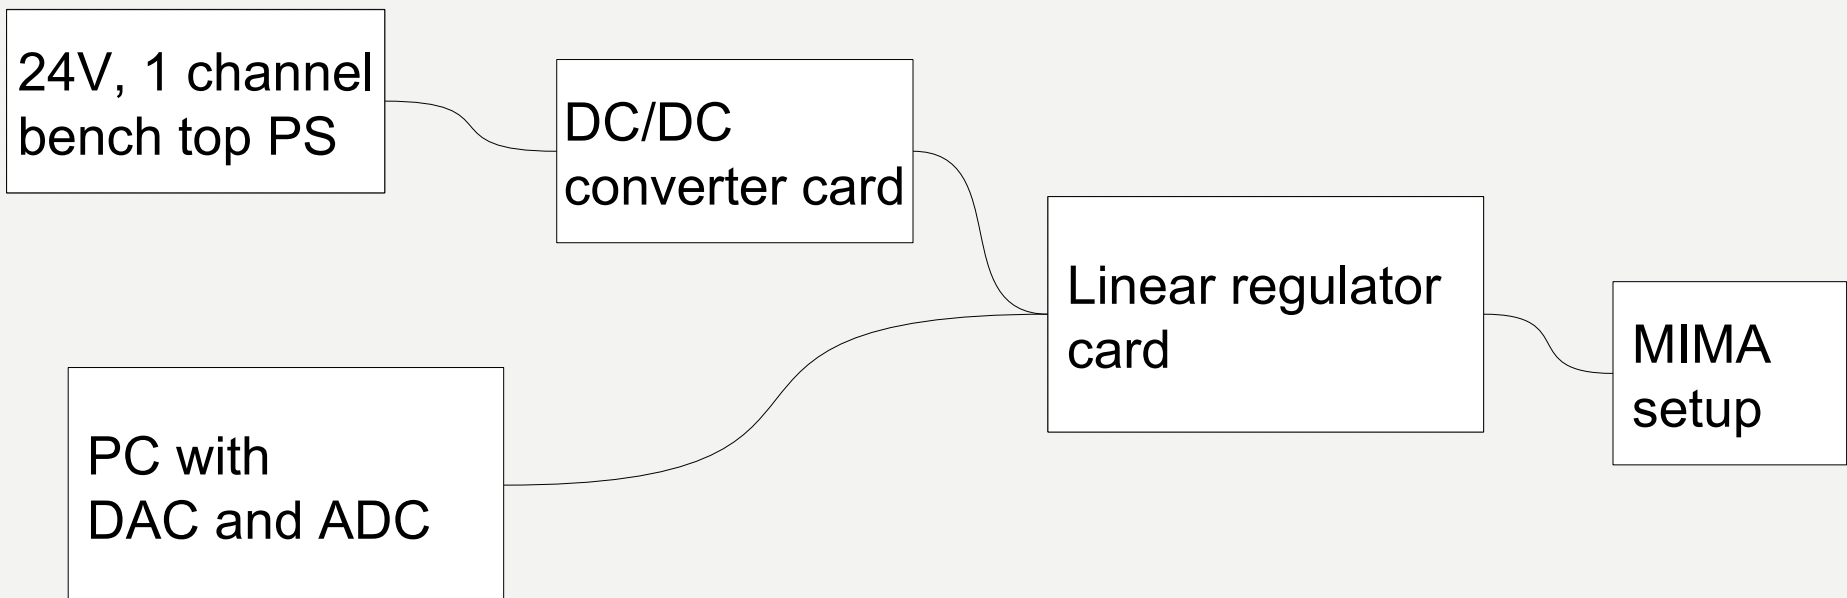 24V, 1 channel
bench top PS
DC/DC
converter card
Linear regulator
card
MIMA
setup
PC with
DAC and ADC